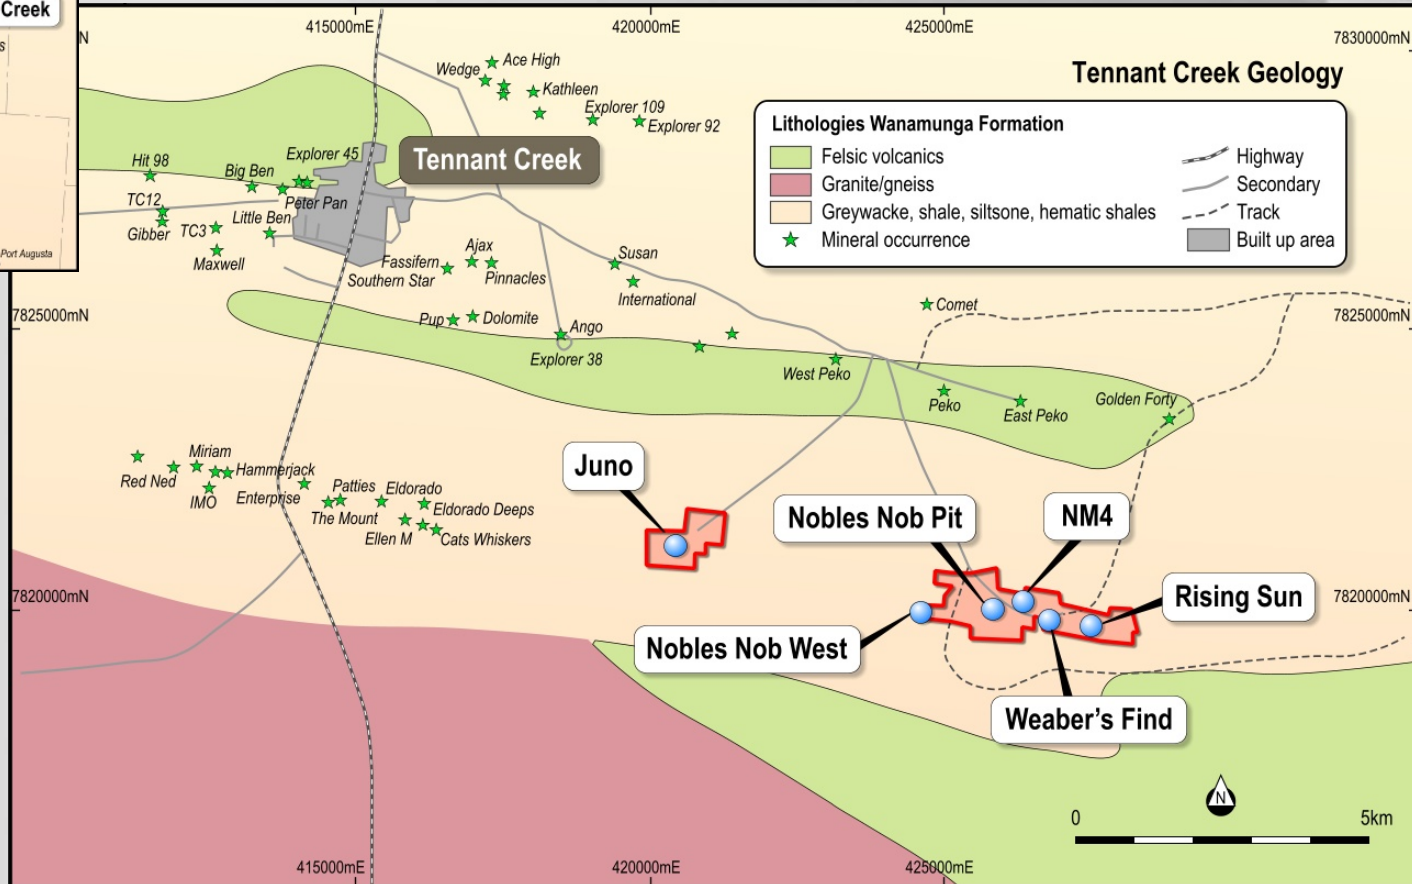 Creek
s
Port Augusta
N
415000mE
420000mE
425000mE
7830000mN
Tennant Creek Geology
Lithologies Wanamunga Formation
Felsic volcanics
Granite/gneiss
Greywacke, shale, siltsone, hematic shales
Mineral occurrence
Highway
Secondary
Track
Built up area
Ace High
Wedge
Kathleen
Explorer 109
Explorer 92
Tennant Creek
Hit 98
Big Ben
Explorer 45
Peter Pan
TC12
Gibber
TC3
Little Ben
Maxwell
Ajax
Fassifern
Pinnacles
Southern Star
Susan
International
Comet
7825000mN
7825000mN
Pup
Dolomite
Ango
Explorer 38
West Peko
Peko
East Peko
Golden Forty
Miriam
Red Ned
Hammerjack
IMO
Enterprise
Patties
Eldorado
The Mount
Eldorado Deeps
Ellen M
Cats Whiskers
Juno
Nobles Nob Pit
NM4
Rising Sun
7820000mN
7820000mN
Nobles Nob West
Weaber's Find
N
0
5km
415000mE
420000mE
425000mE